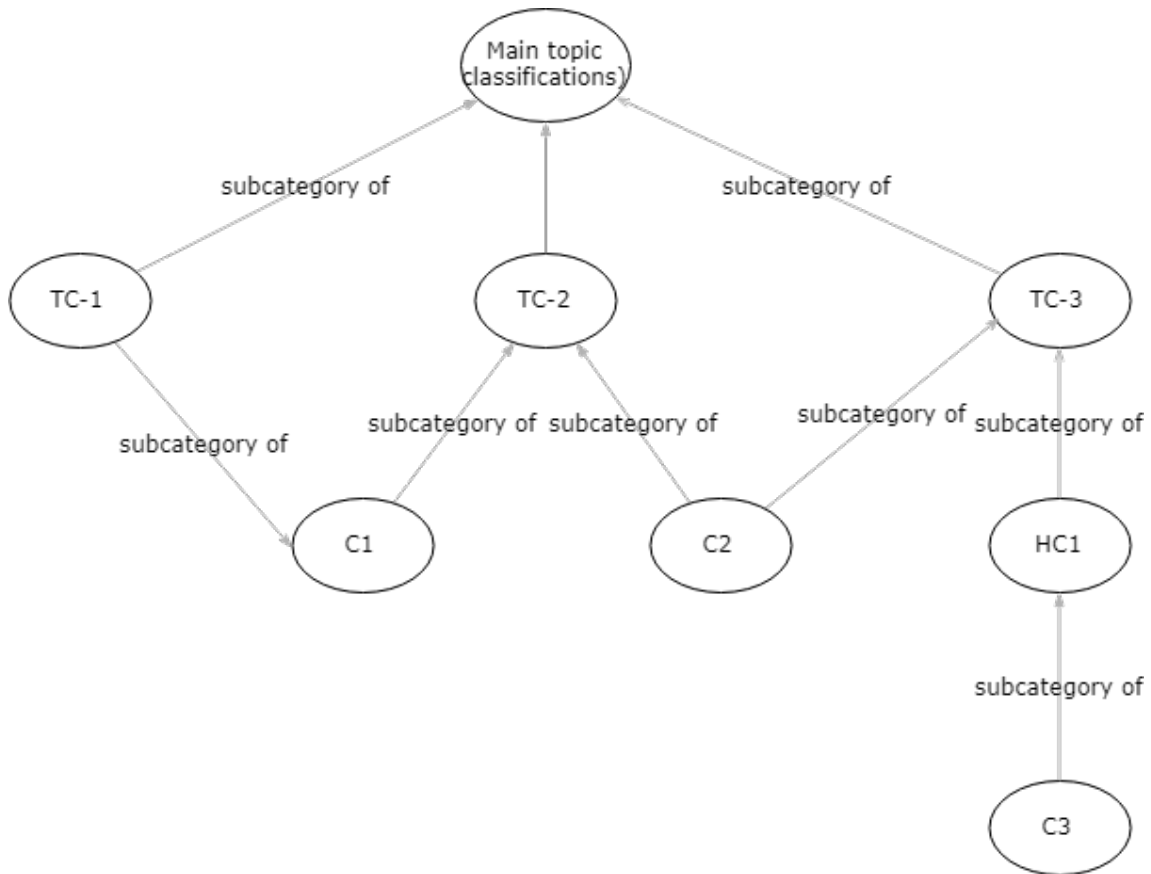 Main topic
classifications)
subcategory of
subcategory of
TC-1
TC-2
TC-3
subcategory of
subcategory of
subcategory of
subcategory of
subcategory of
C1
C2
HC1
subcategory of
C3